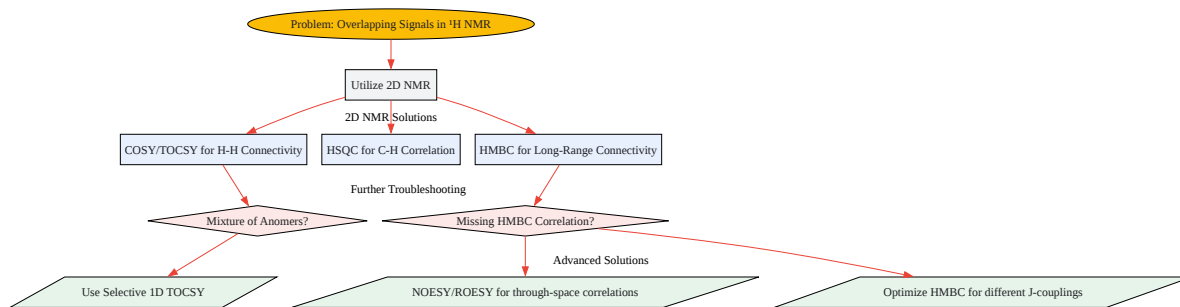 Problem: Overlapping Signals in ¹H NMR
Utilize 2D NMR
2D NMR Solutions
COSY/TOCSY for H-H Connectivity
HSQC for C-H Correlation
HMBC for Long-Range Connectivity
Further Troubleshooting
Mixture of Anomers?
Missing HMBC Correlation?
Advanced Solutions
Use Selective 1D TOCSY
NOESY/ROESY for through-space correlations
Optimize HMBC for different J-couplings